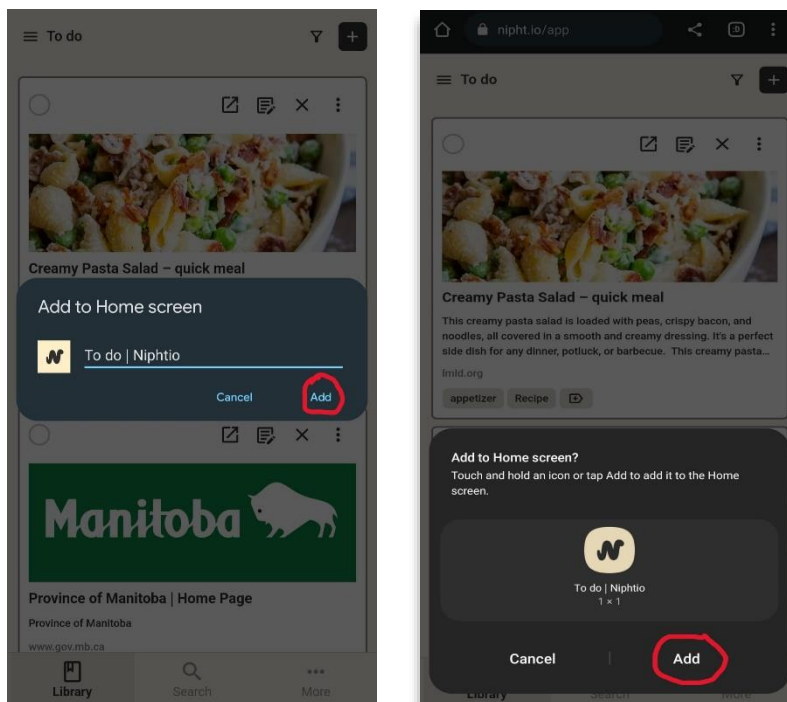 To do
Creamy Pasta Salad – quick meal
Add to Home screen
To do | Niphtio
Cancel
Add
Manitoba
Province of Manitoba | Home Page
Province of Manitoba
www.gov.mb.ca
Library
Search
More
nipht.io/app
:D
To do
Creamy Pasta Salad – quick meal
This creamy pasta salad is loaded with peas, crispy bacon, and
noodles, all covered in a smooth and creamy dressing. It's a perfect
side dish for any dinner, potluck, or barbecue. This creamy pasta...
lmld.org
appetizer Recipe
Add to Home screen?
Touch and hold an icon or tap Add to add it to the Home
screen.
To do | Niphtio
1 × 1
Cancel
Add
Library
Search
More